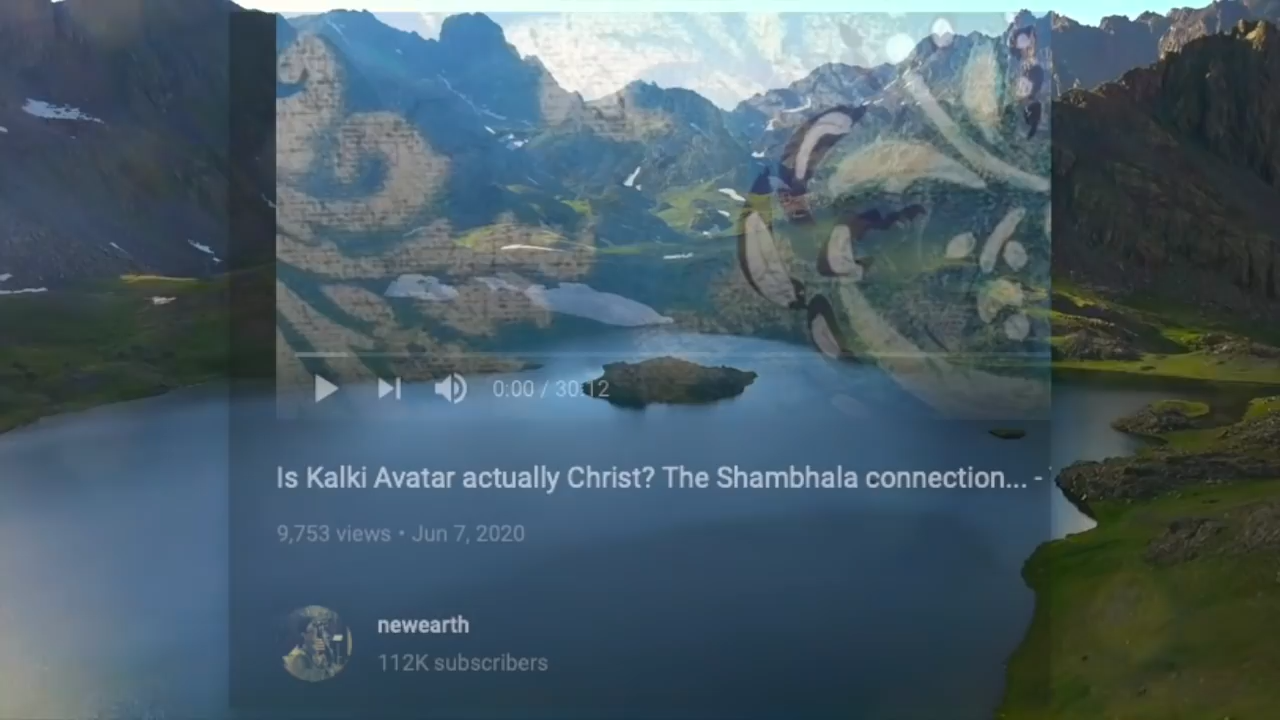 0:00 / 30:12
Is Kalki Avatar actually Christ? The Shambhala connection... -
9,753 views • Jun 7, 2020
newearth
112K subscribers